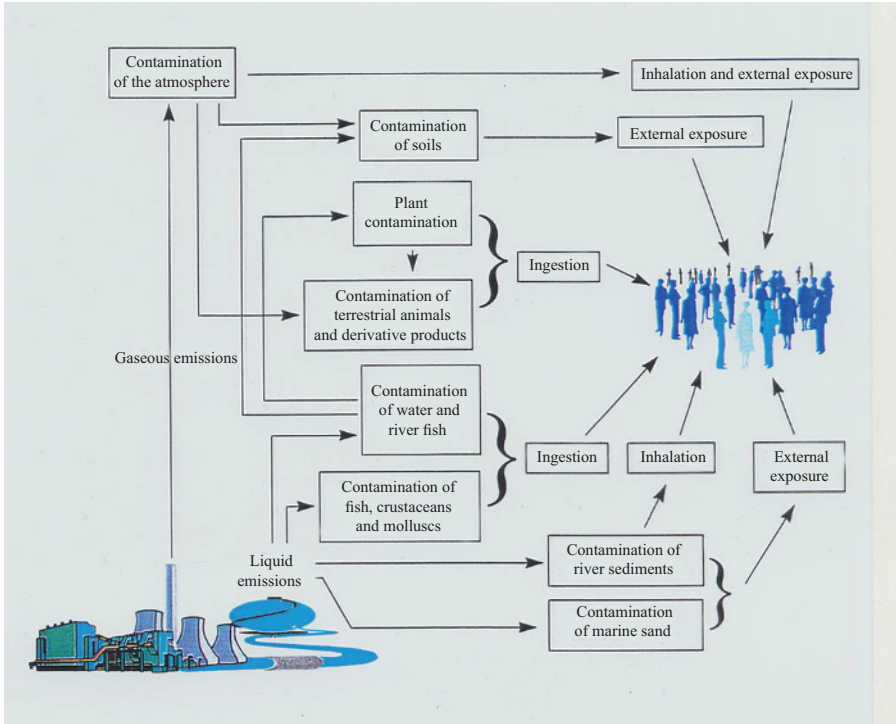 Contamination
of the atmosphere
Inhalation and external exposure
Contamination
of soils
External exposure
Plant
contamination
Ingestion
Contamination of
terrestrial animals
and derivative products
Gaseous emissions
Contamination
of water and
river fish
Ingestion
Inhalation
External
exposure
Contamination of
fish, crustaceans
and molluscs
Liquid
emissions
Contamination of
river sediments
Contamination
of marine sand